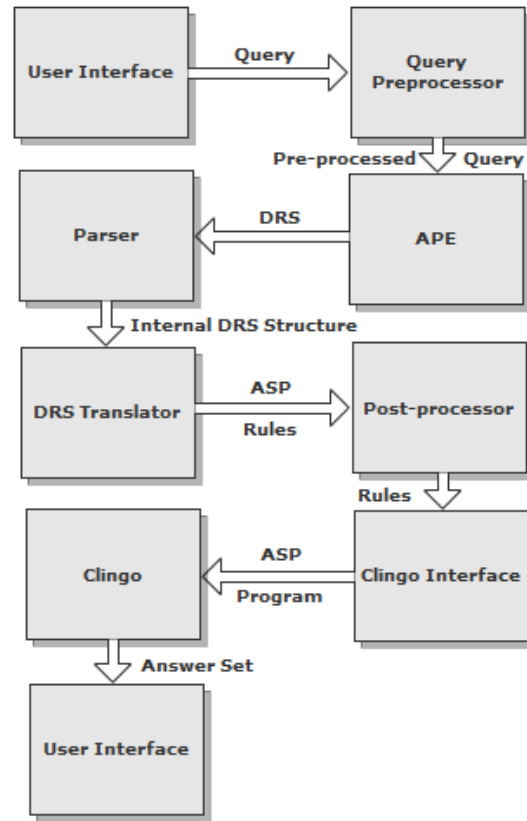 User Interface
Query
Query
Preprocessor
Pre-processed Query
APE
DRS
Parser
Internal DRS Structure
DRS Translator
ASP
Rules
Post-processor
Rules
Clingo Interface
ASP
Program
Clingo
Answer Set
User Interface